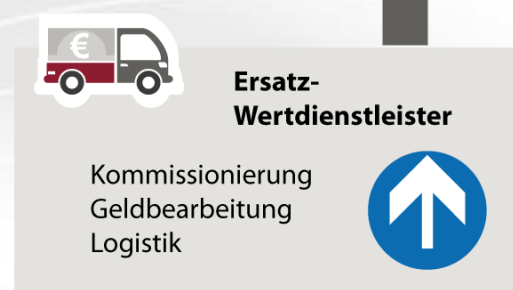 €
Ersatz-
Wertdienstleister
Kommissionierung
Geldbearbeitung
Logistik